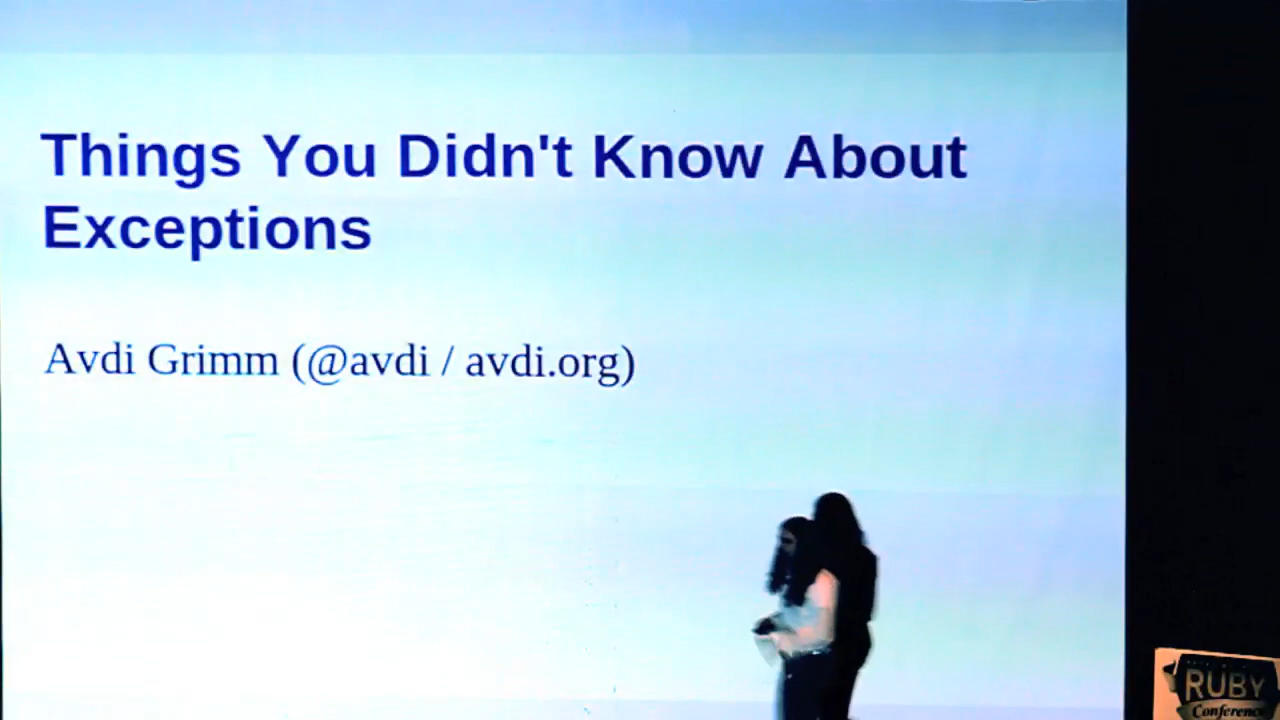 Things You Didn't Know About
Exceptions
Avdi Grimm (@avdi / avdi.org)
RUBY
Conference